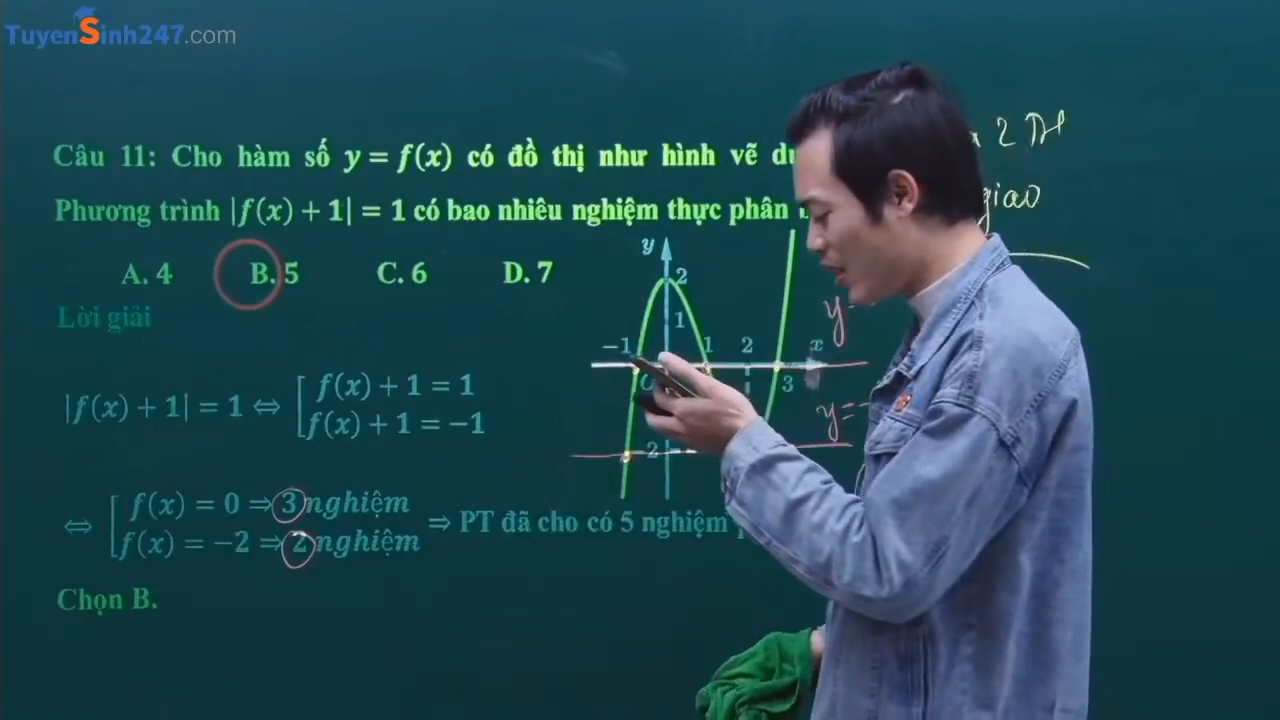 TuyenSinh247.com
Câu 11: Cho hàm số y = f(x) có đồ thị như hình vẽ
Phương trình |f(x) + 1| = 1 có bao nhiêu nghiệm thực phân
A. 4 B. 5 C. 6 D. 7
Lời giải
|f(x) + 1| = 1 ⇔ [ f(x) + 1 = 1
f(x) + 1 = −1
⇔ [ f(x) = 0 ⇒ 3 nghiệm
f(x) = −2 ⇒ 2 nghiệm
⇒ PT đã cho có 5 nghiệm
Chọn B.
y
2
1
−1 1 2 x
O 3
2
giao
y
y =